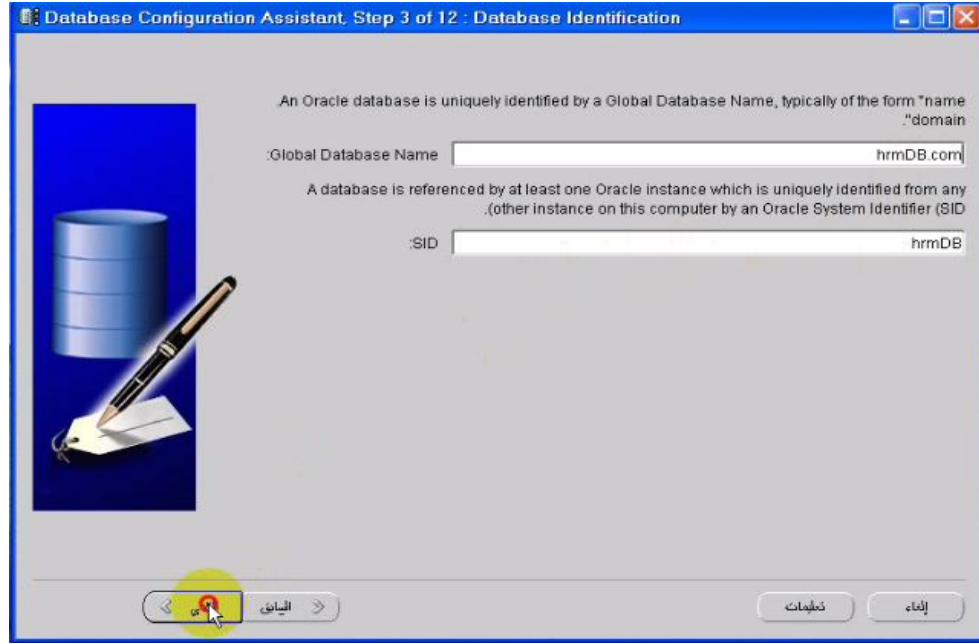 Database Configuration Assistant, Step 3 of 12 : Database Identification
.An Oracle database is uniquely identified by a Global Database Name, typically of the form "name
."domain
:Global Database Name hrmDB.com
A database is referenced by at least one Oracle instance which is uniquely identified from any
.(other instance on this computer by an Oracle System Identifier (SID
:SID hrmDB
إلغاء تعليمات السابق